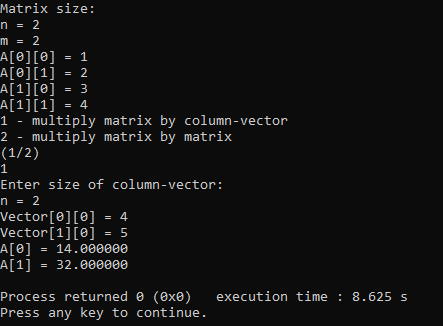 Matrix size:
n = 2
m = 2
A[0][0] = 1
A[0][1] = 2
A[1][0] = 3
A[1][1] = 4
1 - multiply matrix by column-vector
2 - multiply matrix by matrix
(1/2)
1
Enter size of column-vector:
n = 2
Vector[0][0] = 4
Vector[1][0] = 5
A[0] = 14.000000
A[1] = 32.000000
Process returned 0 (0x0)   execution time : 8.625 s
Press any key to continue.